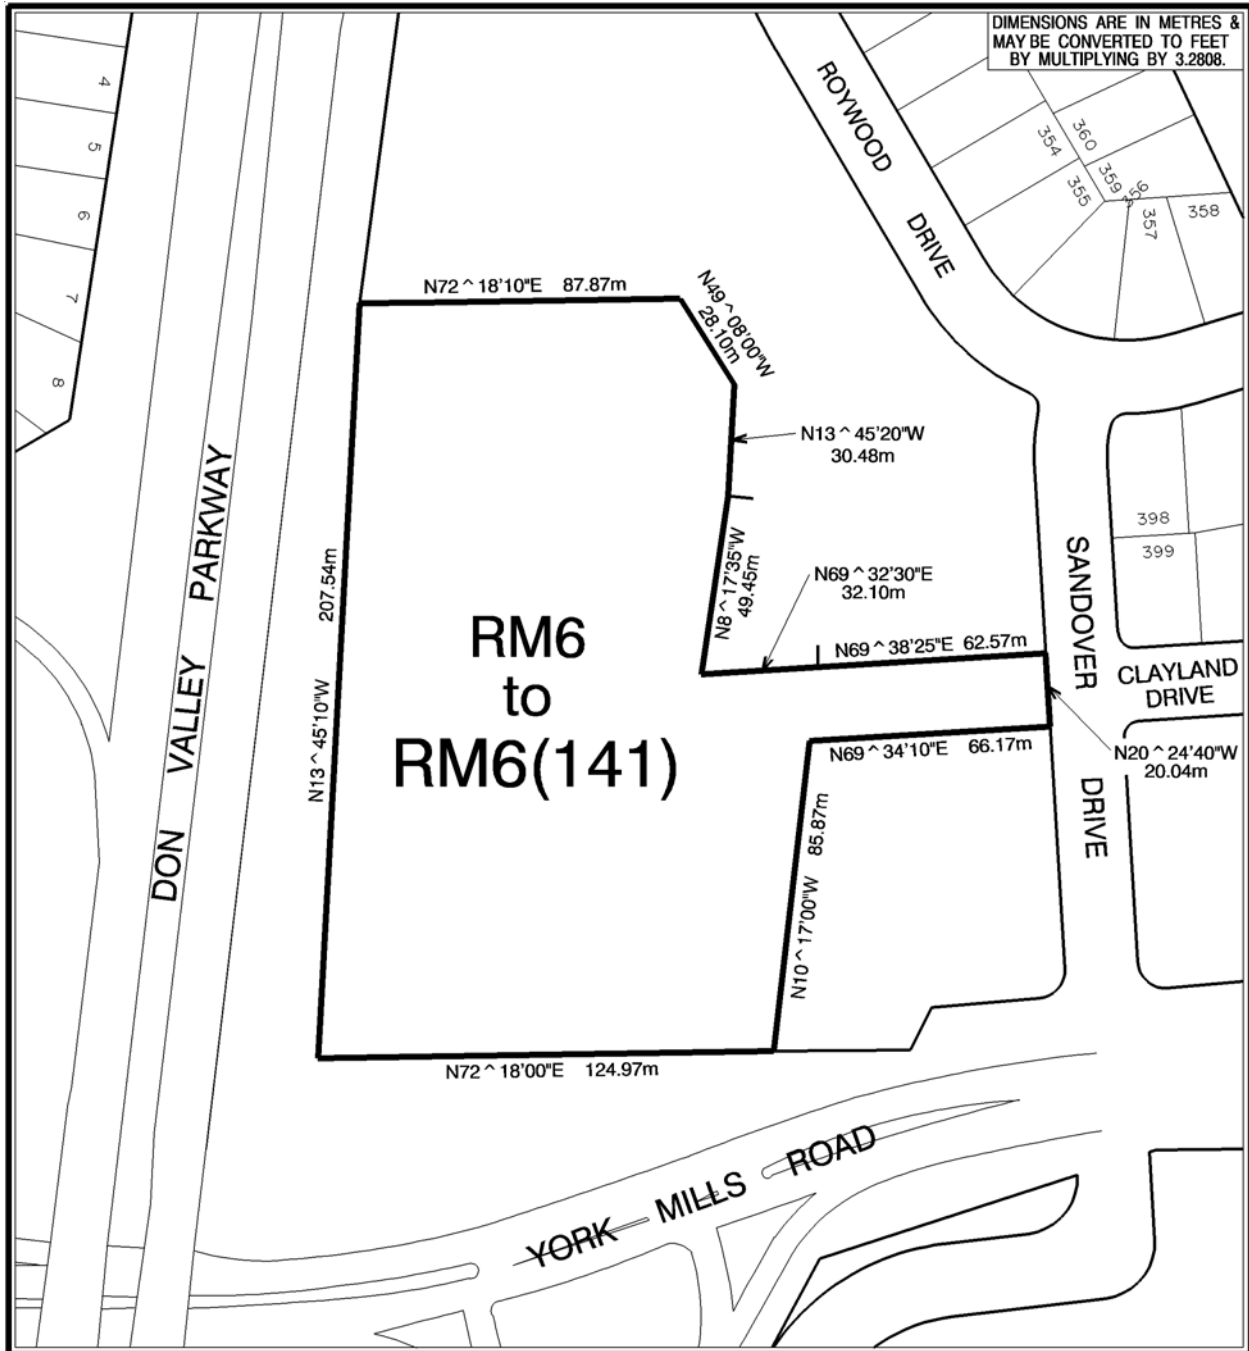 DIMENSIONS ARE IN METRES &
MAY BE CONVERTED TO FEET
BY MULTIPLYING BY 3.2808.
4
5
6
7
8
ROYWOOD
DRIVE
354
355
360
359
356
357
358
N72^18'10"E 87.87m
N49^08'00"W
28.10m
N13^45'20"W
30.48m
207.54m
N13^45'10"W
N8^17'35"W
49.45m
N69^32'30"E
32.10m
N69^38'25"E 62.57m
398
399
SANDOVER
DRIVE
CLAYLAND
DRIVE
RM6
to
RM6(141)
N69^34'10"E 66.17m
N20^24'40"W
20.04m
N10^17'00"W 85.87m
N72^18'00"E 124.97m
DON VALLEY PARKWAY
YORK MILLS ROAD